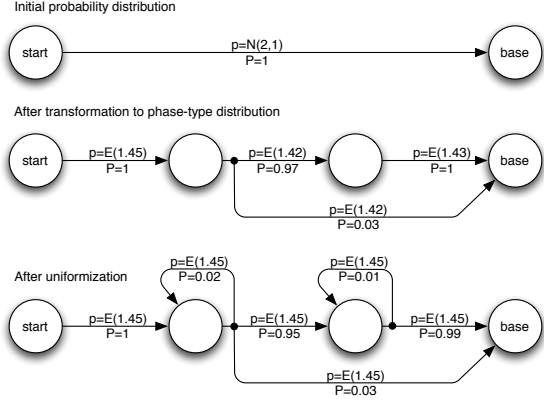 Initial probability distribution
start
p=N(2,1)
P=1
base
After transformation to phase-type distribution
start
p=E(1.45)
P=1
p=E(1.42)
P=0.97
p=E(1.43)
P=1
base
p=E(1.42)
P=0.03
After uniformization
p=E(1.45)
P=0.02
p=E(1.45)
P=0.01
start
p=E(1.45)
P=1
p=E(1.45)
P=0.95
p=E(1.45)
P=0.99
base
p=E(1.45)
P=0.03